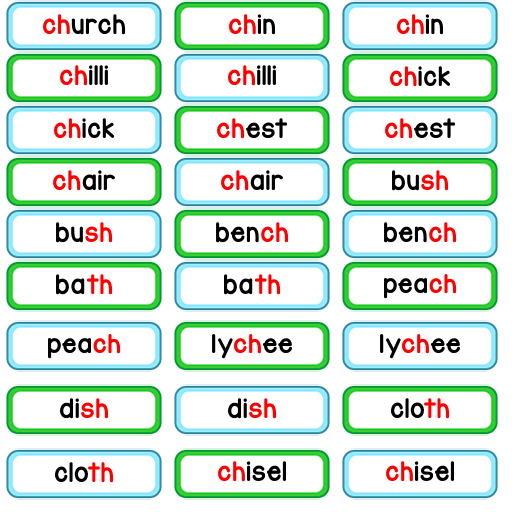 church chin chin
chilli chilli chick
chick chest chest
chair chair bush
bush bench bench
bath bath peach
peach lychee lychee
dish dish cloth
cloth chisel chisel